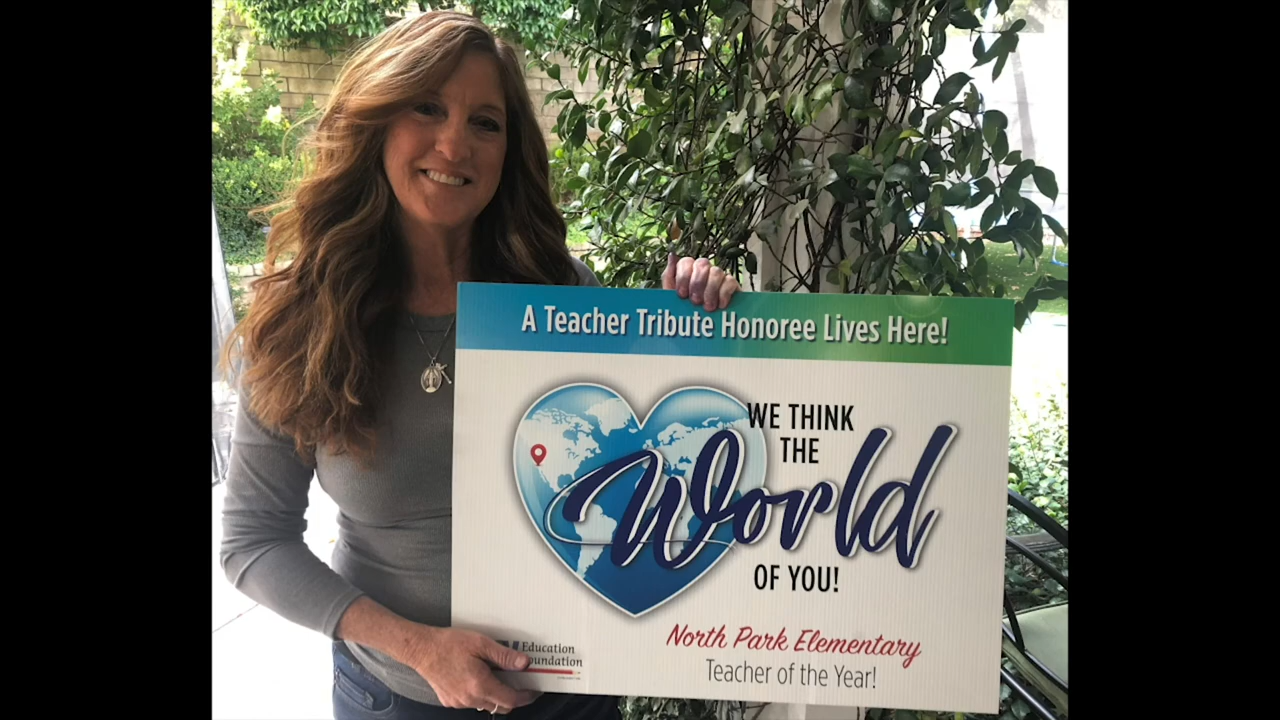 A Teacher Tribute Honoree Lives Here!
WE THINK
THE
World
OF YOU!
North Park Elementary
Teacher of the Year!
Education
Foundation